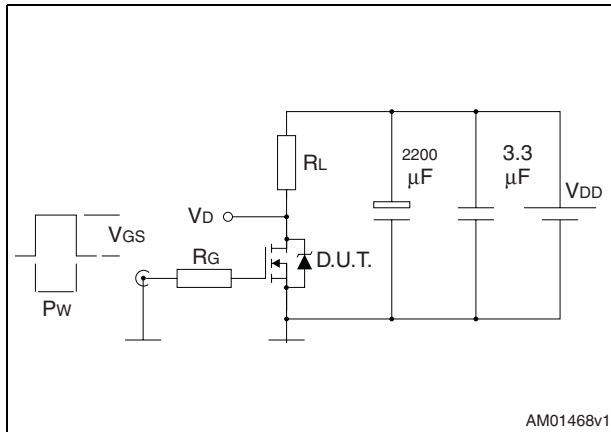 RL
2200
μF
3.3
μF
VDD
VD
VGS
RG
D.U.T.
PW
AM01468v1